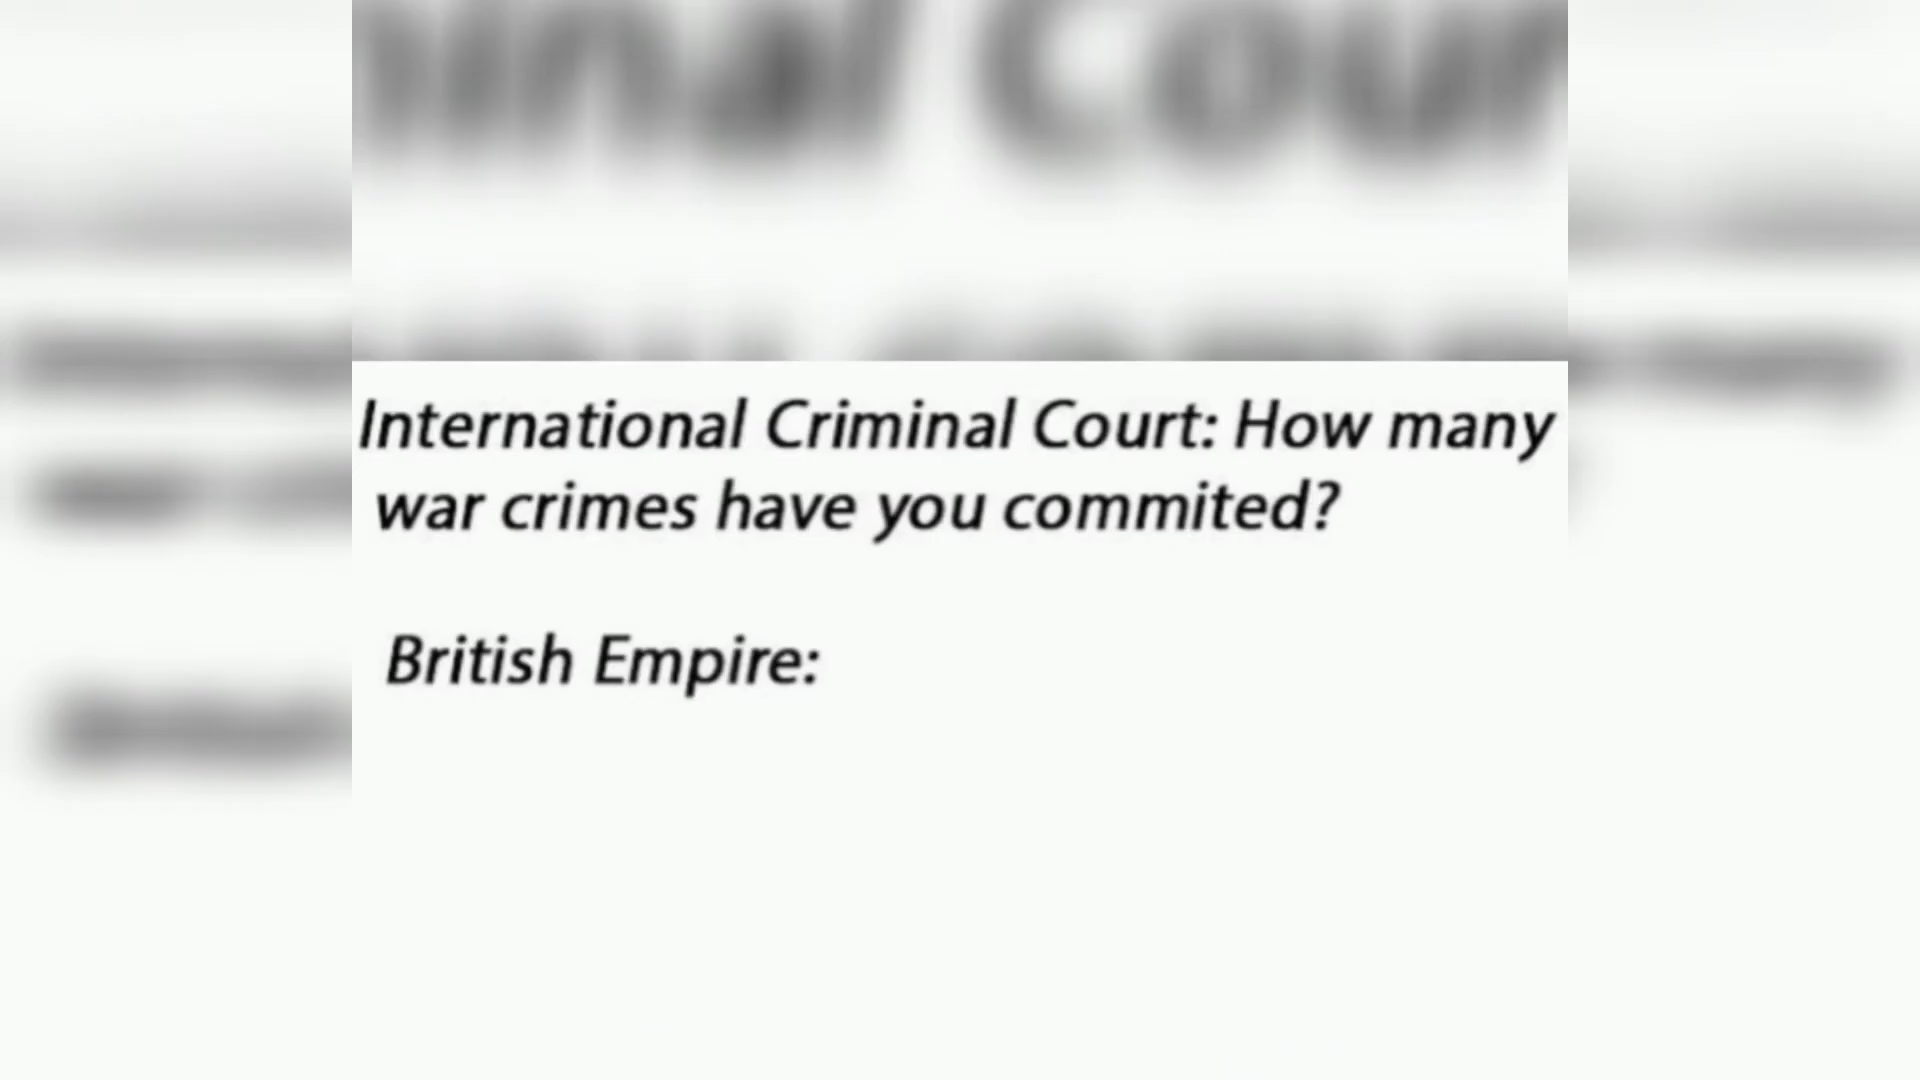 International Criminal Court: How many
war crimes have you commited?
British Empire: